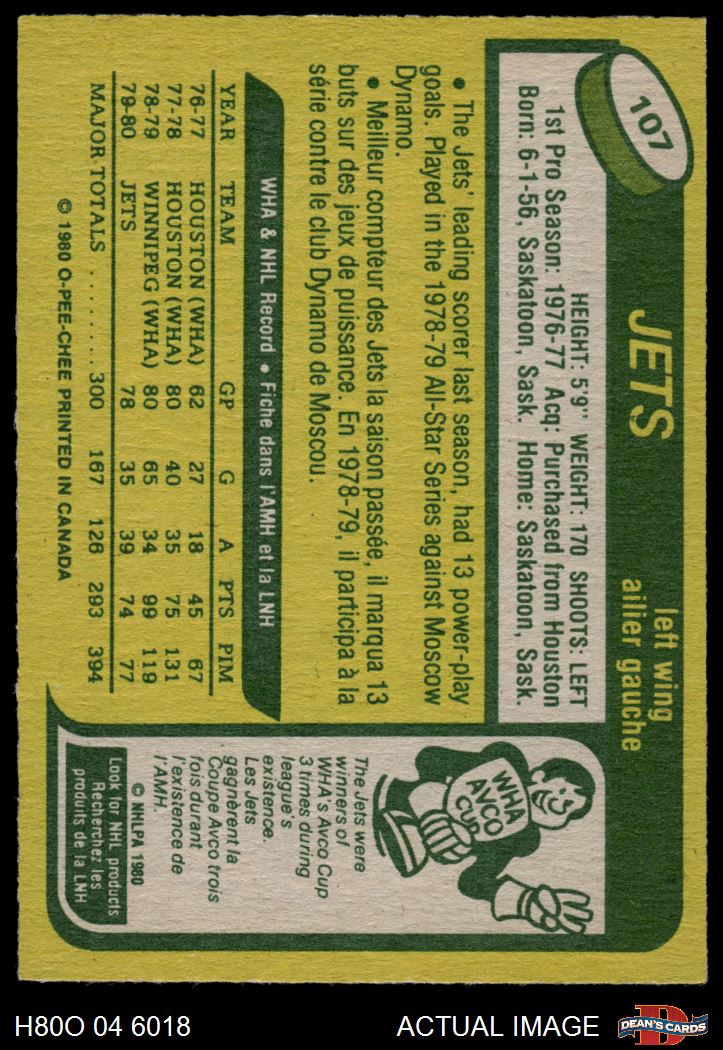 107
JETS
left wing
ailier gauche
HEIGHT: 5'9" WEIGHT: 170 SHOOTS: LEFT
1st Pro Season: 1976-77 Acq: Purchased from Houston
Born: 6-1-56, Saskatoon, Sask. Home: Saskatoon, Sask.
• The Jets' leading scorer last season, had 13 power-play
goals. Played in the 1978-79 All-Star Series against Moscow
Dynamo.
• Meilleur compteur des Jets la saison passée, il marqua 13
buts sur des jeux de puissance. En 1978-79, il participa à la
série contre le club Dynamo de Moscou.
WHA & NHL Record • Fiche dans l'AMH et la LNH
YEAR TEAM GP G A PTS PIM
76-77 HOUSTON (WHA) 62 27 18 45 67
77-78 HOUSTON (WHA) 80 40 35 75 131
78-79 WINNIPEG (WHA) 80 65 34 99 119
79-80 JETS 78 35 39 74 77
MAJOR TOTALS ......... 300 167 126 293 394
© 1980 O-PEE-CHEE PRINTED IN CANADA
WHA
AVCO
CUP
The Jets were
winners of
WHA's Avco Cup
3 times during
league's
existence.
Les Jets
gagnèrent la
Coupe Avco trois
fois durant
l'existence de
l'AMH.
© NHLPA 1980
Look for NHL products
Recherchez les
produits de la LNH
H80O 04 6018
ACTUAL IMAGE
D
DEAN'S CARDS